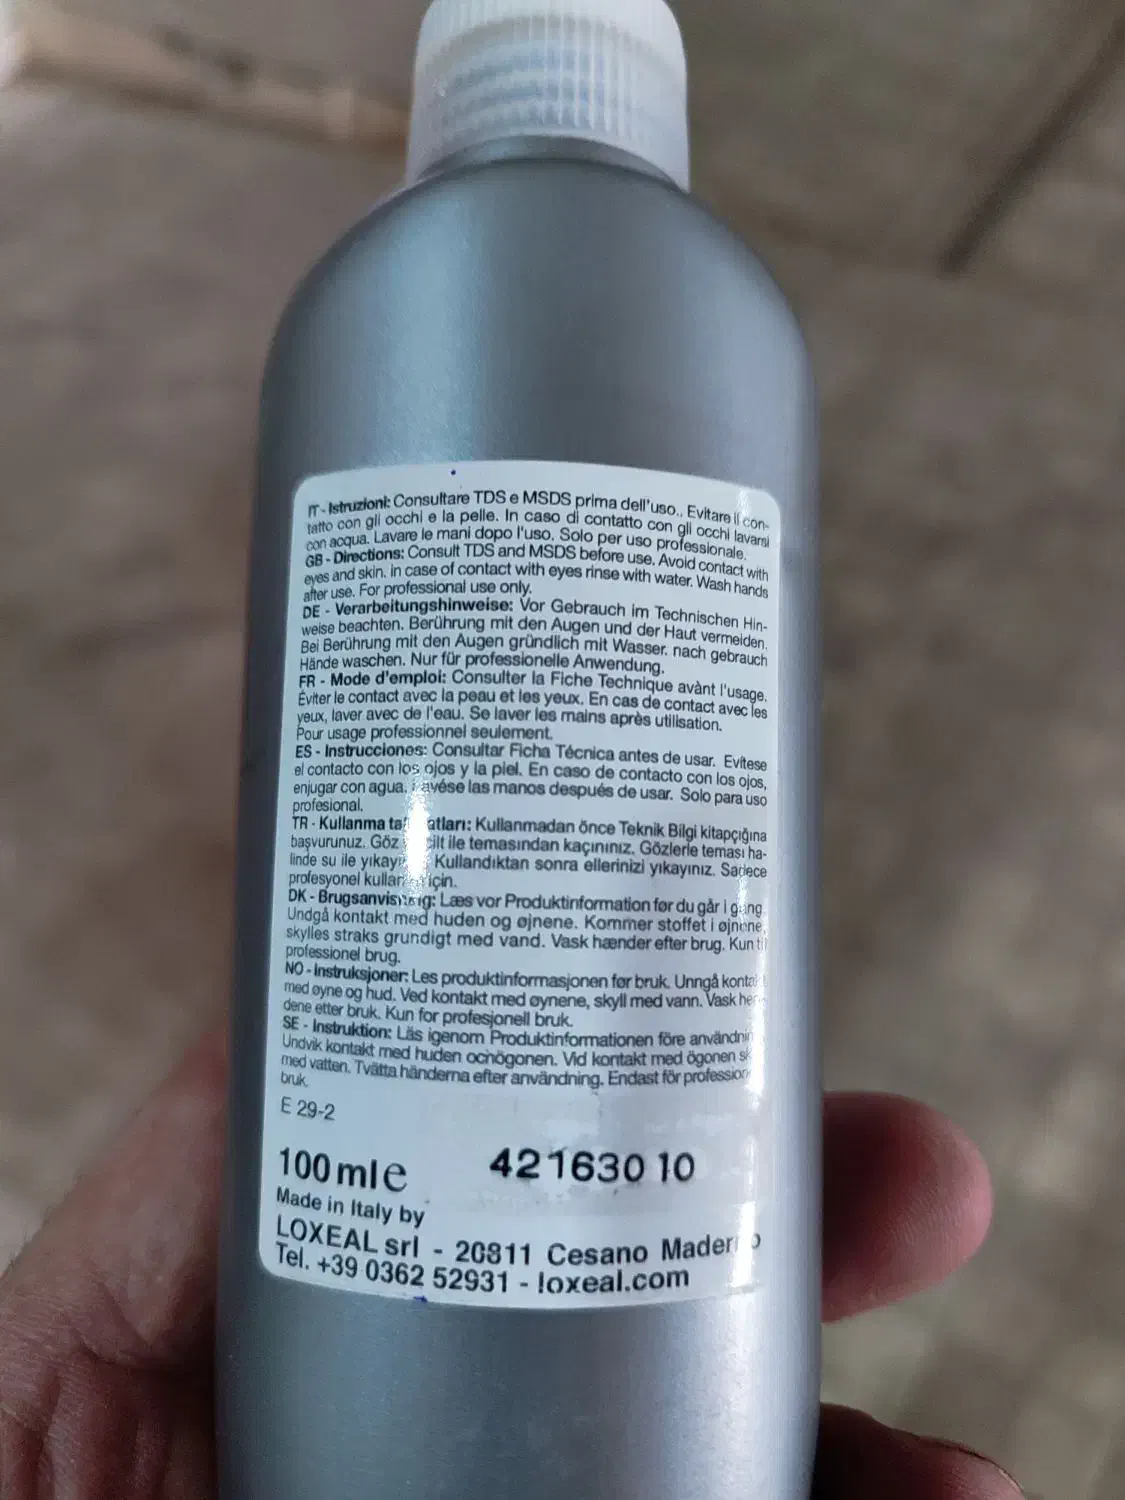 IT - Istruzioni: Consultare TDS e MSDS prima dell'uso.. Evitare il con-
tatto con gli occhi e la pelle. In caso di contatto con gli occhi lavarsi
con acqua. Lavare le mani dopo l'uso. Solo per uso professionale.
GB - Directions: Consult TDS and MSDS before use. Avoid contact with
eyes and skin. in case of contact with eyes rinse with water. Wash hands
after use. For professional use only.
DE - Verarbeitungshinweise: Vor Gebrauch im Technischen Hin-
weise beachten. Berührung mit den Augen und der Haut vermeiden.
Bei Berührung mit den Augen gründlich mit Wasser. nach gebrauch
Hände waschen. Nur für professionelle Anwendung.
FR - Mode d'emploi: Consulter la Fiche Technique avànt l'usage.
Éviter le contact avec la peau et les yeux. En cas de contact avec les
yeux, laver avec de l'eau. Se laver les mains après utilisation.
Pour usage professionnel seulement.
ES - Instrucciones: Consultar Ficha Técnica antes de usar. Evítese
el contacto con los ojos y la piel. En caso de contacto con los ojos,
enjugar con agua. Lavése las manos después de usar. Solo para uso
profesional.
TR - Kullanma Kullanmadan önce Teknik Bilgi kitapçığına
başvurunuz. Göz cilt ile temasından kaçınınız. Gözlerle teması ha-
linde su ile yıkayınız. Kullandıktan sonra ellerinizi yıkayınız. Sadece
profesyonel için.
DK - Brugsanvisning: Læs vor Produktinformation før du går i gang.
Undgå kontakt med huden og øjnene. Kommer stoffet i øjnene,
skylles straks grundigt med vand. Vask hænder efter brug. Kun til
professionel brug.
NO - Instruksjoner: Les produktinformasjonen før bruk. Unngå kontakt
med øyne og hud. Ved kontakt med øynene, skyll med vann. Vask hen-
dene etter bruk. Kun for profesjonell bruk.
SE - Instruktion: Läs igenom Produktinformationen före användnin
Undvik kontakt med huden ochögonen. Vid kontakt med ögonen
med vatten. Tvätta händerna efter användning. Endast för profession
bruk.
E 29-2
100 ml e 42163010
Made in Italy by
LOXEAL srl - 20811 Cesano Maderno
Tel. +39 0362 52931 - loxeal.com